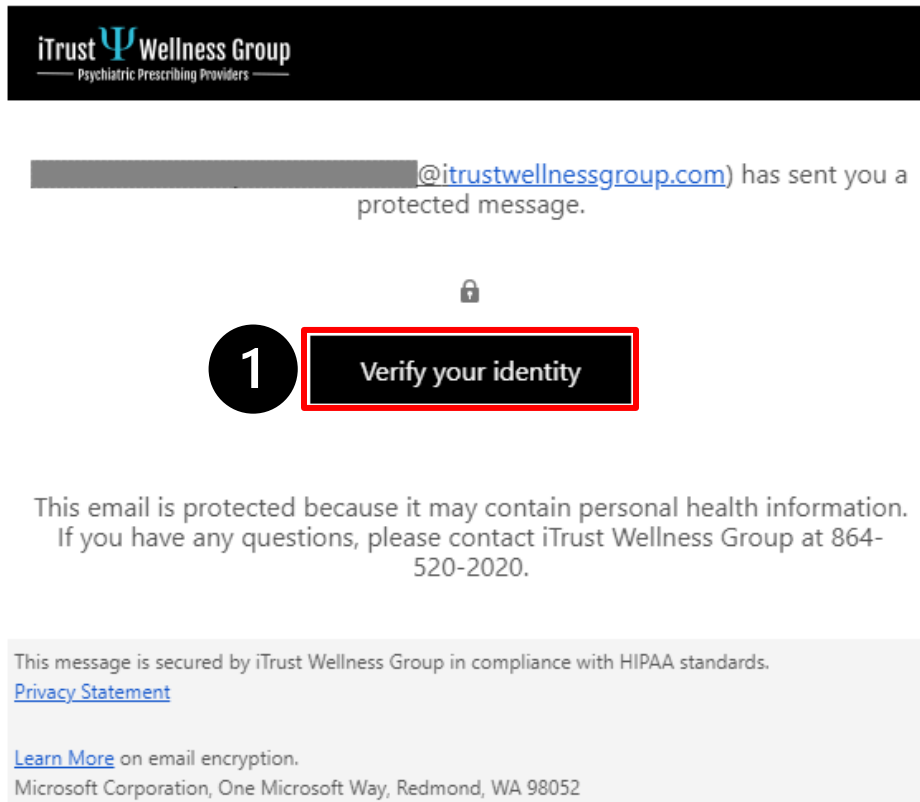 iTrust Ψ Wellness Group
Psychiatric Prescribing Providers
@itrustwellnessgroup.com) has sent you a
protected message.
1
Verify your identity
This email is protected because it may contain personal health information.
If you have any questions, please contact iTrust Wellness Group at 864-
520-2020.
This message is secured by iTrust Wellness Group in compliance with HIPAA standards.
Privacy Statement
Learn More on email encryption.
Microsoft Corporation, One Microsoft Way, Redmond, WA 98052